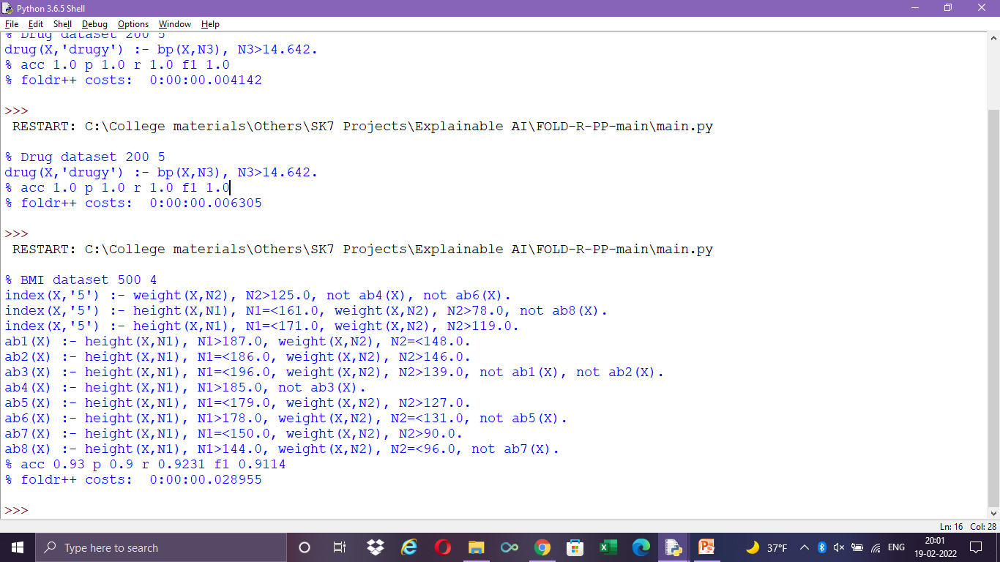 Python 3.6.5 Shell
File Edit Shell Debug Options Window Help
% Drug dataset 200 5
drug(X,'drugy') :- bp(X,N3), N3>14.642.
% acc 1.0 p 1.0 r 1.0 f1 1.0
% foldr++ costs:  0:00:00.004142
>>>
RESTART: C:\College materials\Others\SK7 Projects\Explainable AI\FOLD-R-PP-main\main.py
% Drug dataset 200 5
drug(X,'drugy') :- bp(X,N3), N3>14.642.
% acc 1.0 p 1.0 r 1.0 f1 1.0
% foldr++ costs:  0:00:00.006305
>>>
RESTART: C:\College materials\Others\SK7 Projects\Explainable AI\FOLD-R-PP-main\main.py
% BMI dataset 500 4
index(X,'5') :- weight(X,N2), N2>125.0, not ab4(X), not ab6(X).
index(X,'5') :- height(X,N1), N1=<161.0, weight(X,N2), N2>78.0, not ab8(X).
index(X,'5') :- height(X,N1), N1=<171.0, weight(X,N2), N2>119.0.
ab1(X) :- height(X,N1), N1>187.0, weight(X,N2), N2=<148.0.
ab2(X) :- height(X,N1), N1=<186.0, weight(X,N2), N2>146.0.
ab3(X) :- height(X,N1), N1=<196.0, weight(X,N2), N2>139.0, not ab1(X), not ab2(X).
ab4(X) :- height(X,N1), N1>185.0, not ab3(X).
ab5(X) :- height(X,N1), N1=<179.0, weight(X,N2), N2>127.0.
ab6(X) :- height(X,N1), N1>178.0, weight(X,N2), N2=<131.0, not ab5(X).
ab7(X) :- height(X,N1), N1=<150.0, weight(X,N2), N2>90.0.
ab8(X) :- height(X,N1), N1>144.0, weight(X,N2), N2=<96.0, not ab7(X).
% acc 0.93 p 0.9 r 0.9231 f1 0.9114
% foldr++ costs:  0:00:00.028955
>>>
Ln: 16 Col: 28
Type here to search
37°F
ENG
20:01
19-02-2022